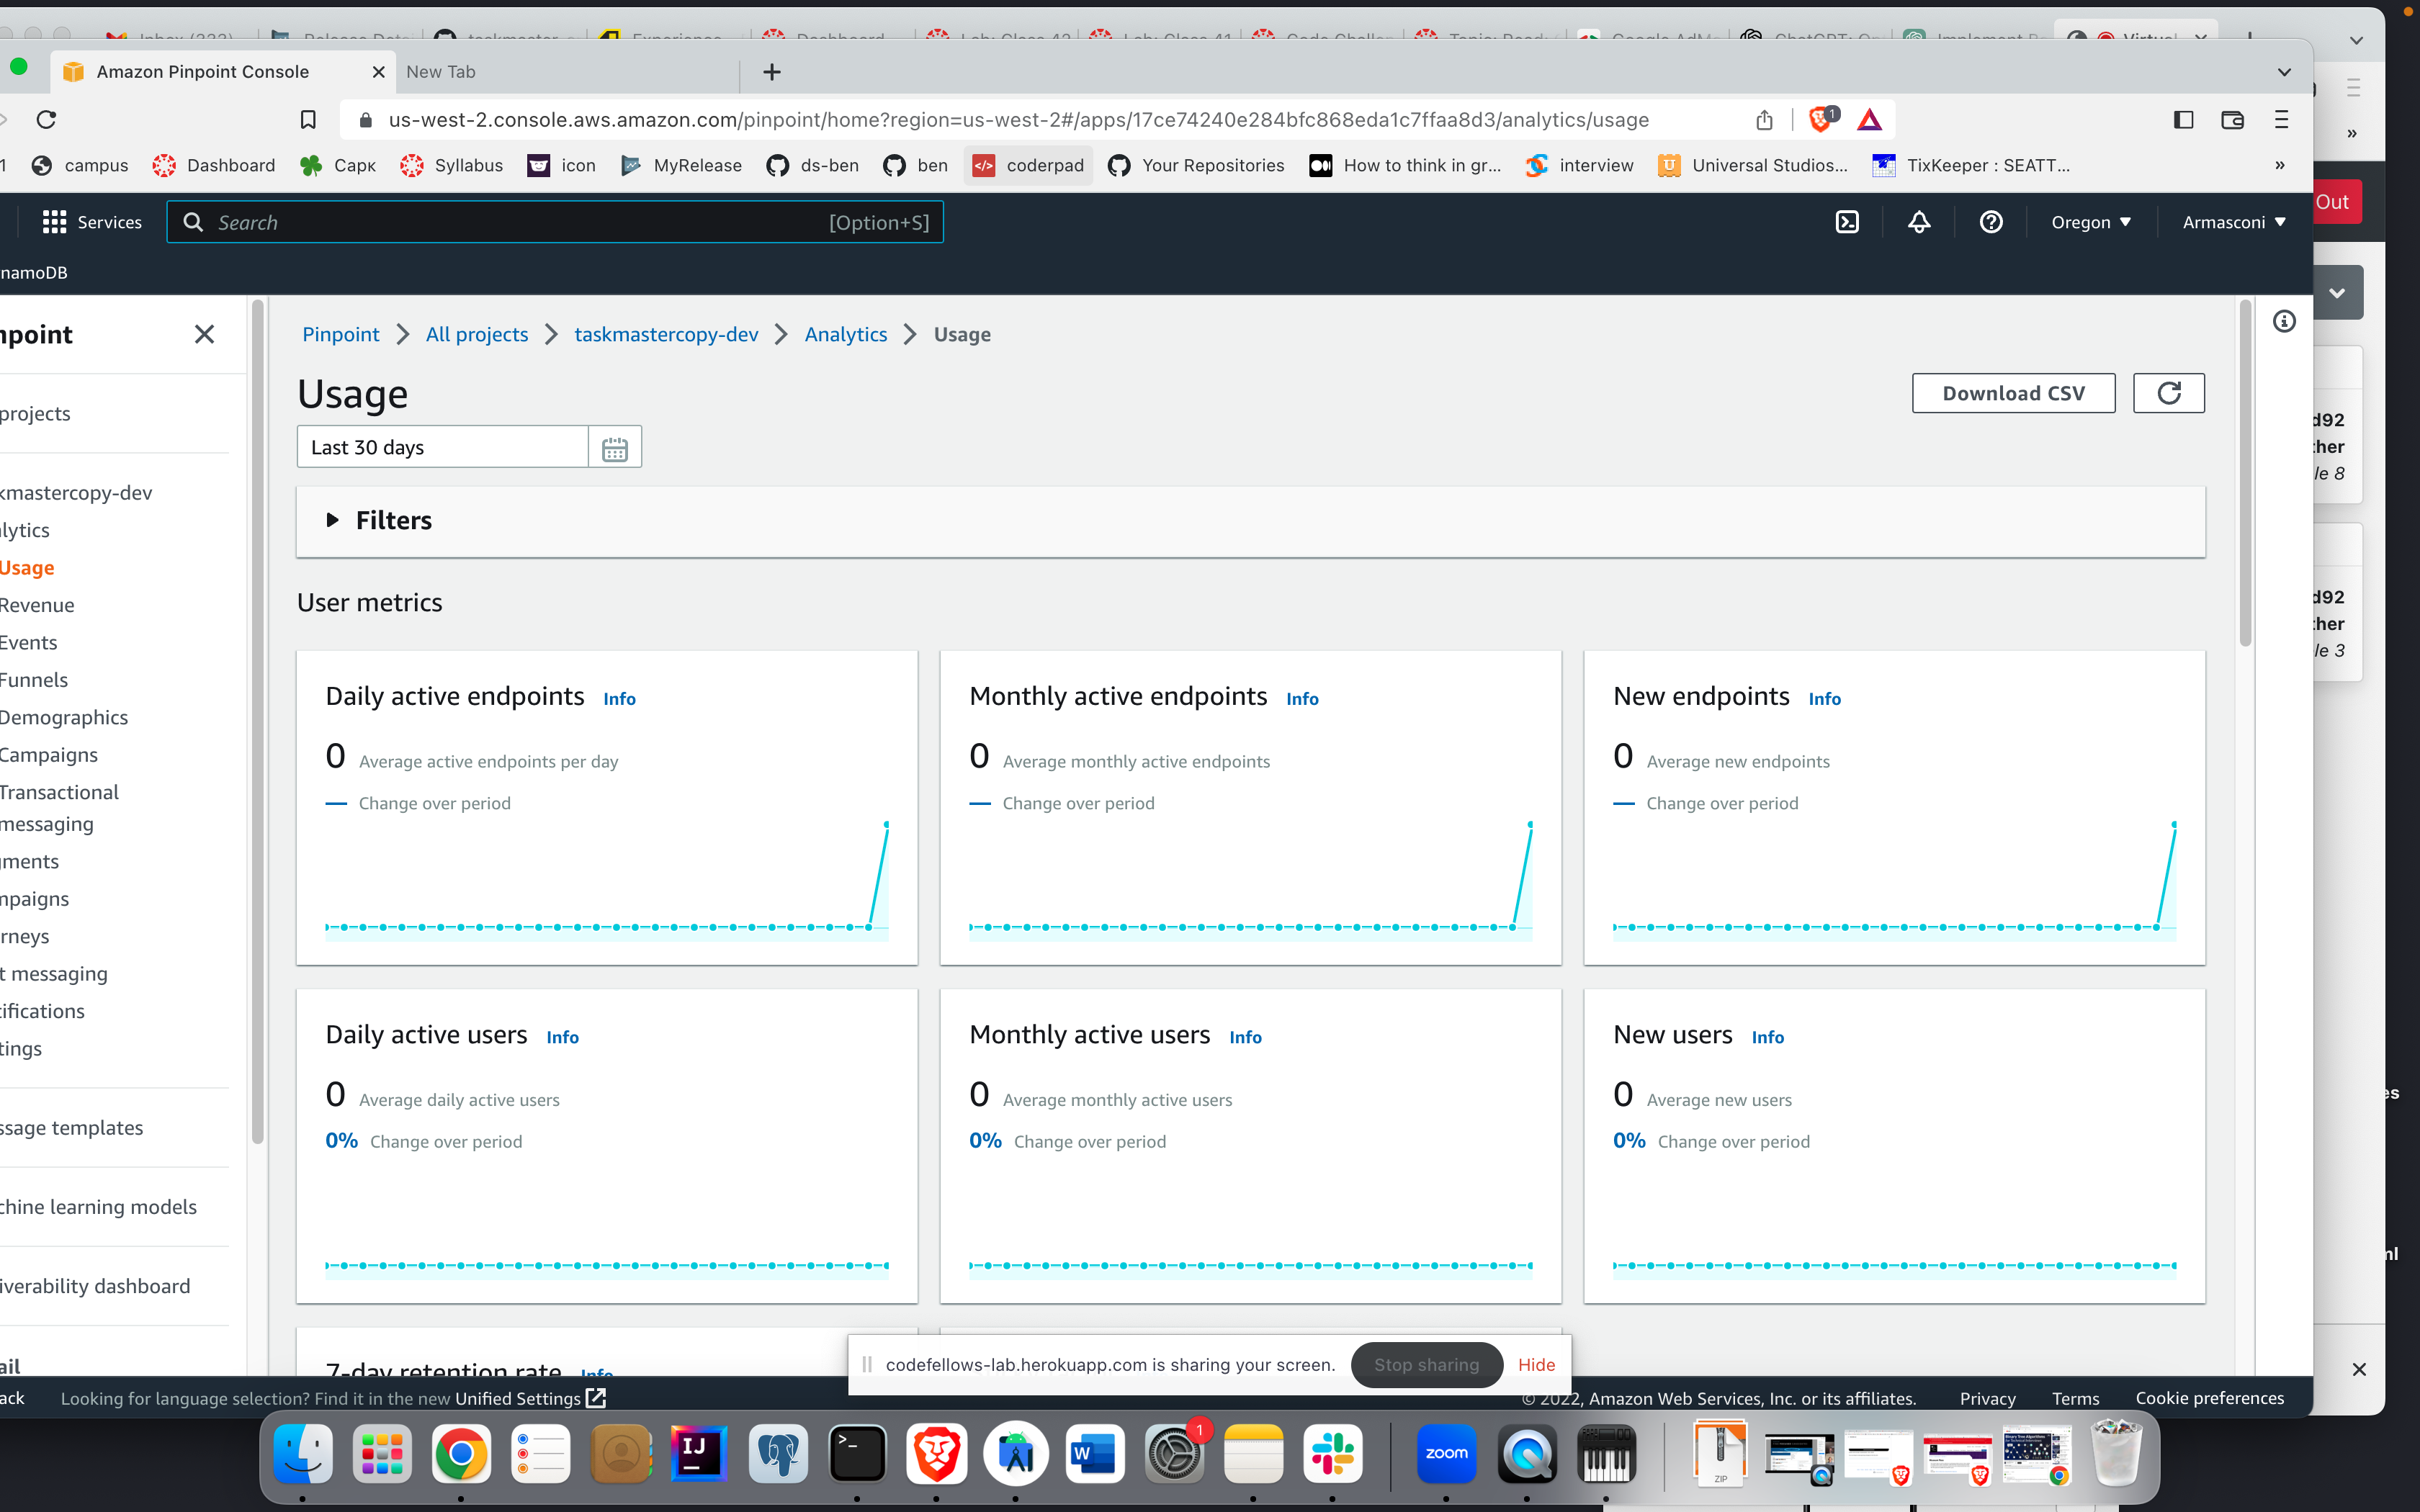 Amazon Pinpoint Console
New Tab
us-west-2.console.aws.amazon.com/pinpoint/home?region=us-west-2#/apps/17ce74240e284bfc868eda1c7ffaa8d3/analytics/usage
campus Dashboard Сарк Syllabus icon MyRelease ds-ben ben coderpad Your Repositories How to think in gr... interview Universal Studios... TixKeeper : SEATT... »
Out
Services Search [Option+S] Oregon Armasconi
namoDB
npoint
Pinpoint > All projects > taskmastercopy-dev > Analytics > Usage
Usage
Download CSV
Last 30 days
projects
d92
ther
le 8
kmastercopy-dev
Filters
lytics
Usage
Revenue
Events
Funnels
Demographics
Campaigns
Transactional
messaging
gments
mpaigns
rneys
t messaging
tifications
tings
ssage templates
chine learning models
iverability dashboard
ail
User metrics
d92
ther
le 3
Daily active endpoints Info
0 Average active endpoints per day
— Change over period
Monthly active endpoints Info
0 Average monthly active endpoints
— Change over period
New endpoints Info
0 Average new endpoints
— Change over period
Daily active users Info
0 Average daily active users
0% Change over period
Monthly active users Info
0 Average monthly active users
0% Change over period
New users Info
0 Average new users
0% Change over period
es
nl
7-day retention rate Info
codefellows-lab.herokuapp.com is sharing your screen. Stop sharing Hide
ack Looking for language selection? Find it in the new Unified Settings
© 2022, Amazon Web Services, Inc. or its affiliates. Privacy Terms Cookie preferences
IJ
>_
W
1
zoom
ZIP